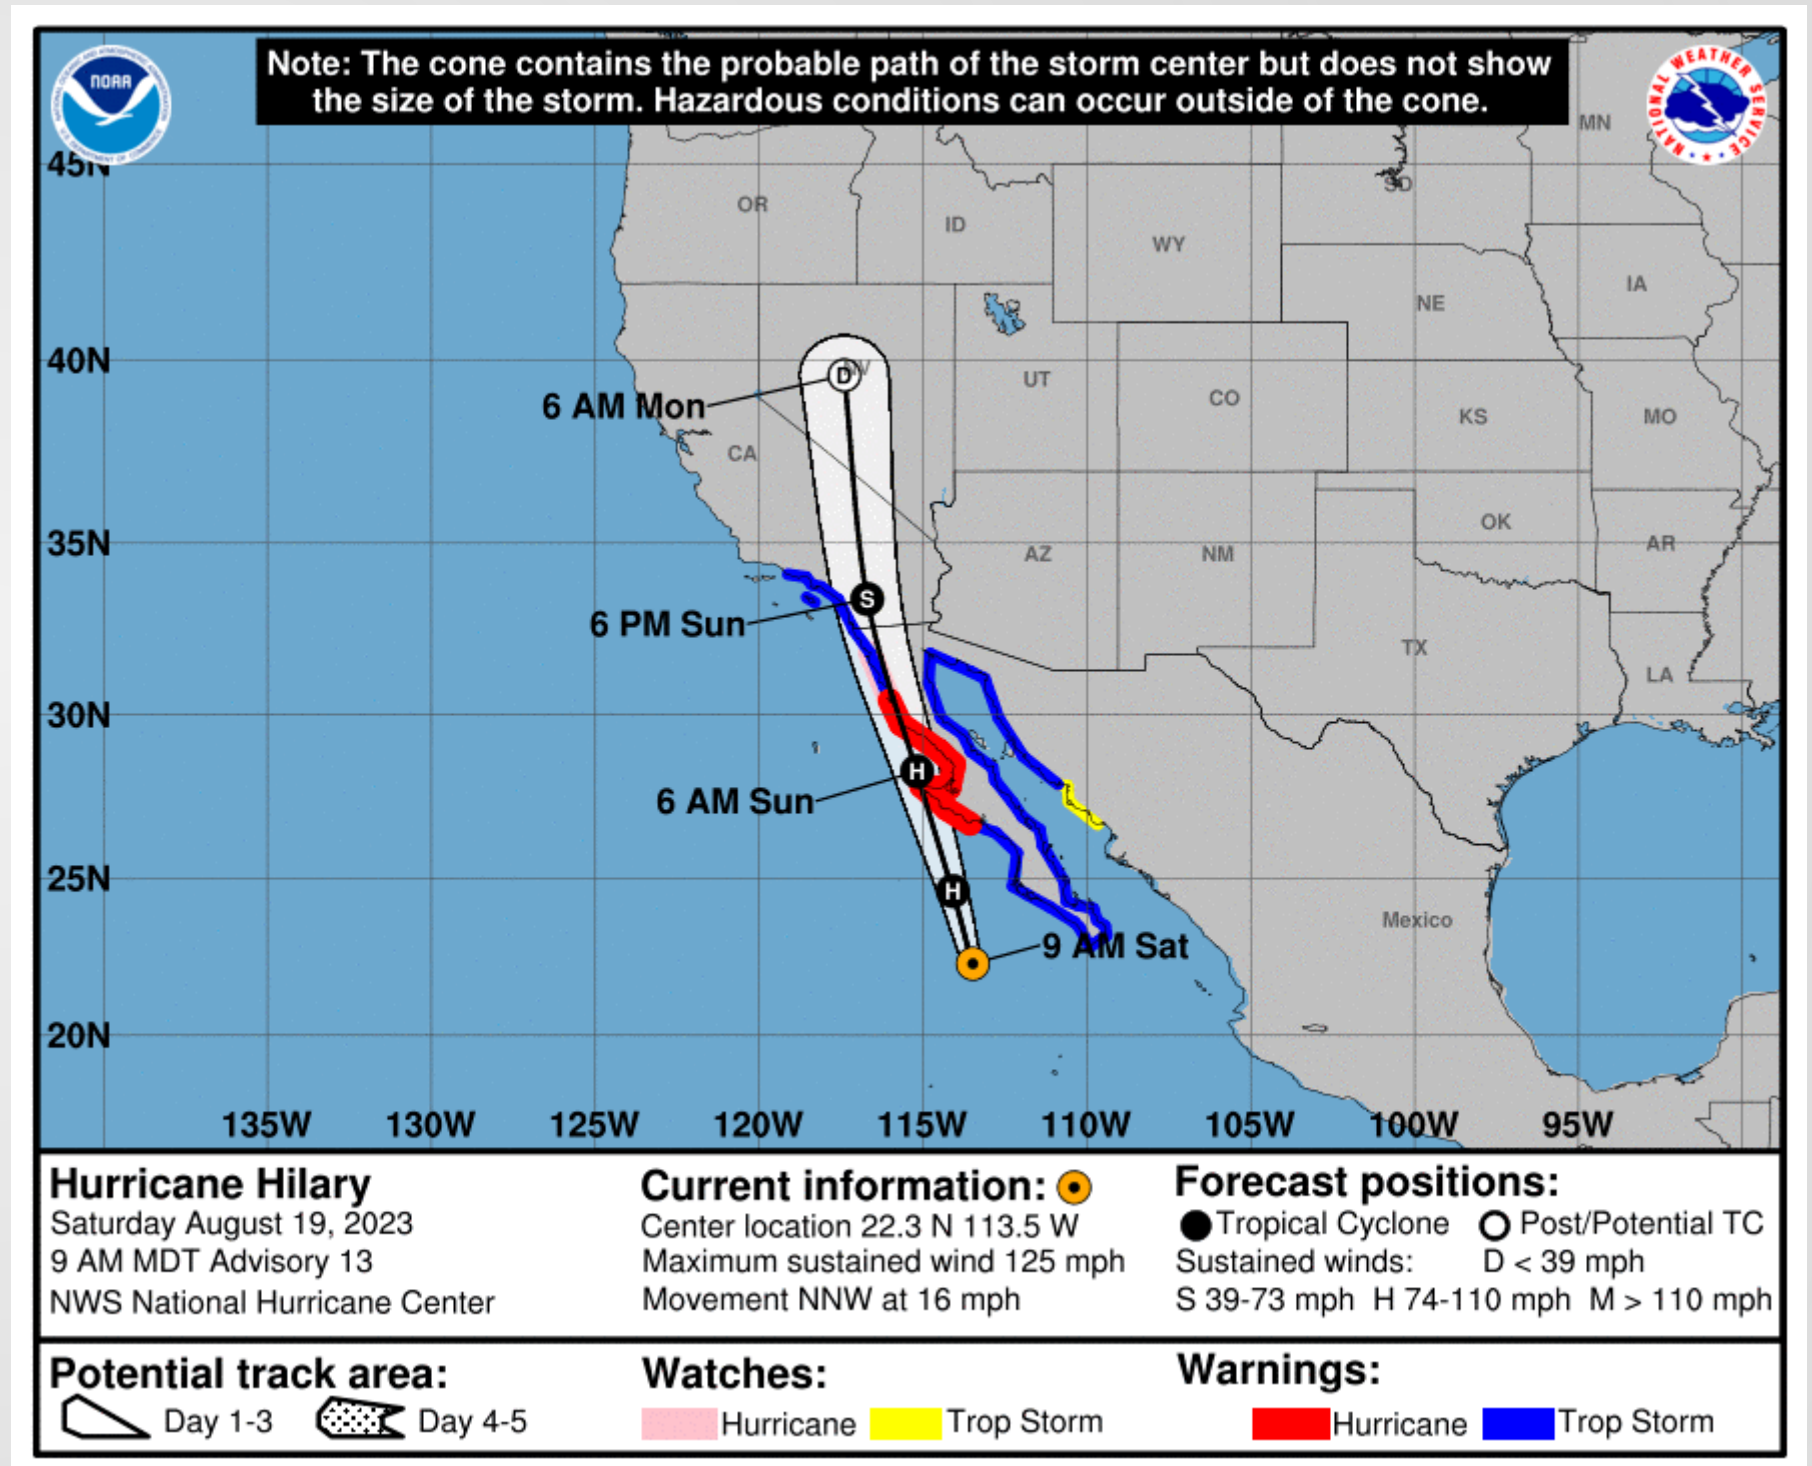 Note: The cone contains the probable path of the storm center but does not show
the size of the storm. Hazardous conditions can occur outside of the cone.
NOAA
NATIONAL WEATHER SERVICE
MN
45N
SD
OR
ID
WY
IA
NE
40N
NV
D
UT
CO
KS
MO
6 AM Mon
CA
35N
OK
AZ
NM
AR
S
6 PM Sun
TX
LA
30N
H
6 AM Sun
25N
H
Mexico
9 AM Sat
20N
135W 130W 125W 120W 115W 110W 105W 100W 95W
Hurricane Hilary
Saturday August 19, 2023
9 AM MDT Advisory 13
NWS National Hurricane Center
Current information:
Center location 22.3 N 113.5 W
Maximum sustained wind 125 mph
Movement NNW at 16 mph
Forecast positions:
Tropical Cyclone Post/Potential TC
Sustained winds: D < 39 mph
S 39-73 mph H 74-110 mph M > 110 mph
Potential track area:
Day 1-3 Day 4-5
Watches:
Hurricane Trop Storm
Warnings:
Hurricane Trop Storm